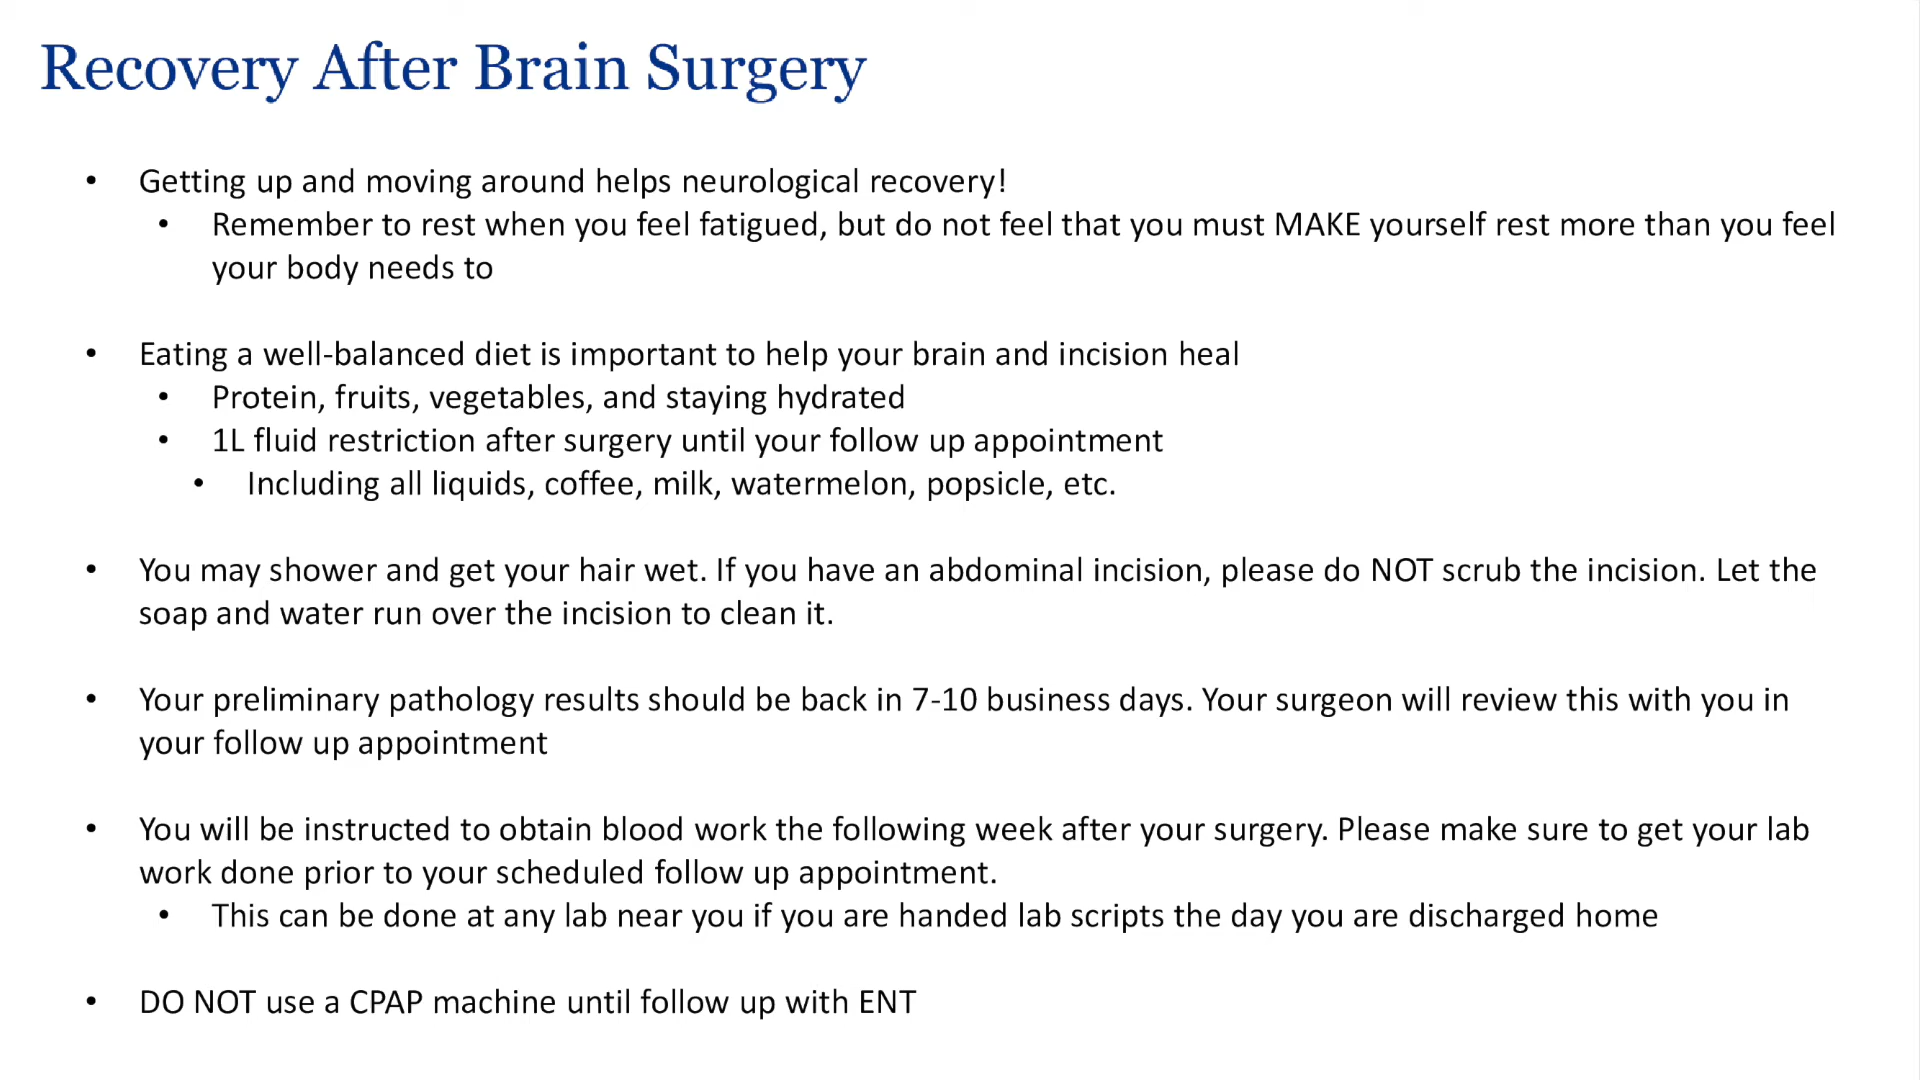 Recovery After Brain Surgery
• Getting up and moving around helps neurological recovery!
• Remember to rest when you feel fatigued, but do not feel that you must MAKE yourself rest more than you feel
your body needs to
• Eating a well-balanced diet is important to help your brain and incision heal
• Protein, fruits, vegetables, and staying hydrated
• 1L fluid restriction after surgery until your follow up appointment
• Including all liquids, coffee, milk, watermelon, popsicle, etc.
• You may shower and get your hair wet. If you have an abdominal incision, please do NOT scrub the incision. Let the
soap and water run over the incision to clean it.
• Your preliminary pathology results should be back in 7-10 business days. Your surgeon will review this with you in
your follow up appointment
• You will be instructed to obtain blood work the following week after your surgery. Please make sure to get your lab
work done prior to your scheduled follow up appointment.
• This can be done at any lab near you if you are handed lab scripts the day you are discharged home
• DO NOT use a CPAP machine until follow up with ENT